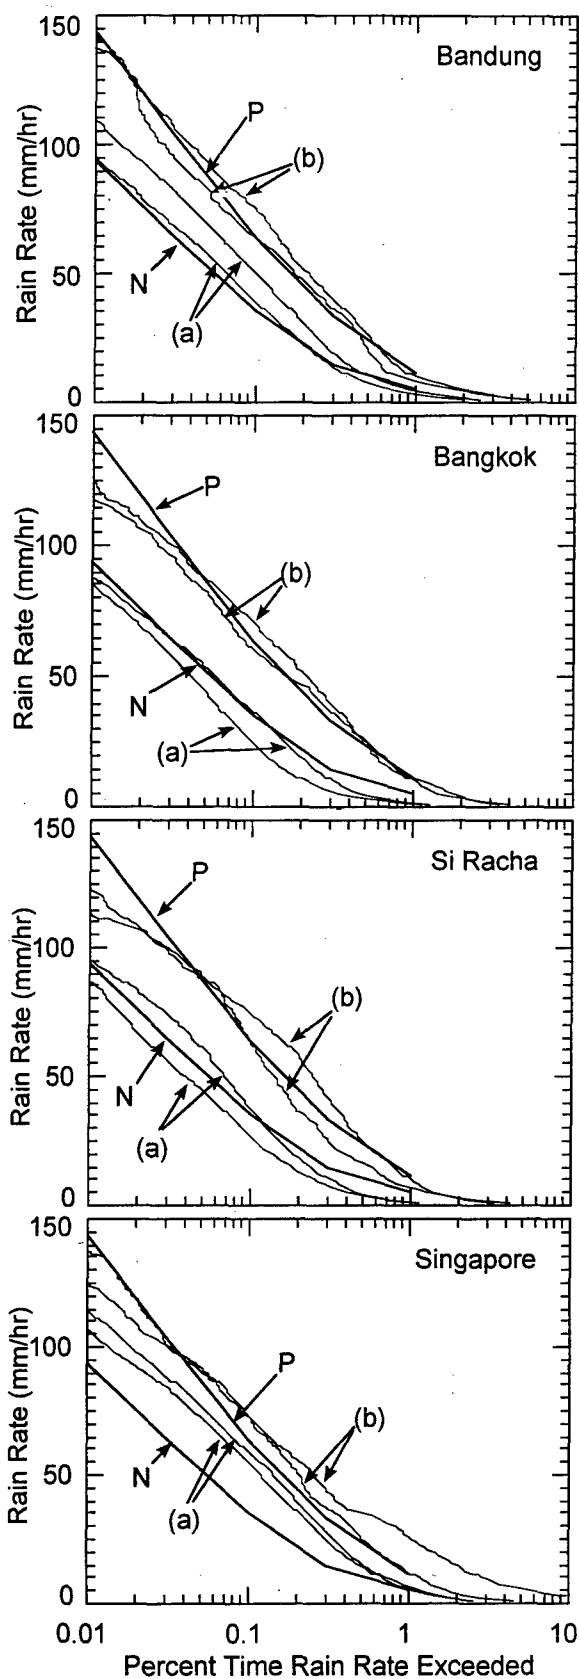 150
Bandung
P
100
(b)
Rain Rate (mm/hr)
50
N
(a)
0
150
Bangkok
P
100
(b)
Rain Rate (mm/hr)
50
N
(a)
0
150
Si Racha
P
100
(b)
Rain Rate (mm/hr)
50
N
(a)
0
150
Singapore
100
P
(b)
Rain Rate (mm/hr)
50
N
(a)
0
0.01 0.1 1 10
Percent Time Rain Rate Exceeded